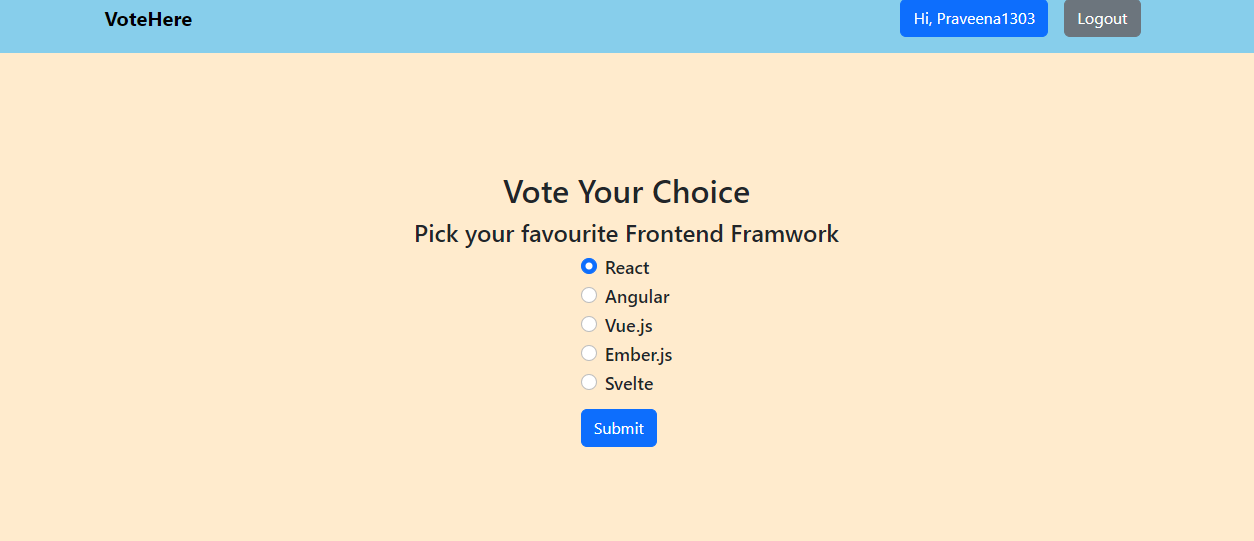 VoteHere
Hi, Praveena1303
Logout
Vote Your Choice
Pick your favourite Frontend Framwork
React
Angular
Vue.js
Ember.js
Svelte
Submit